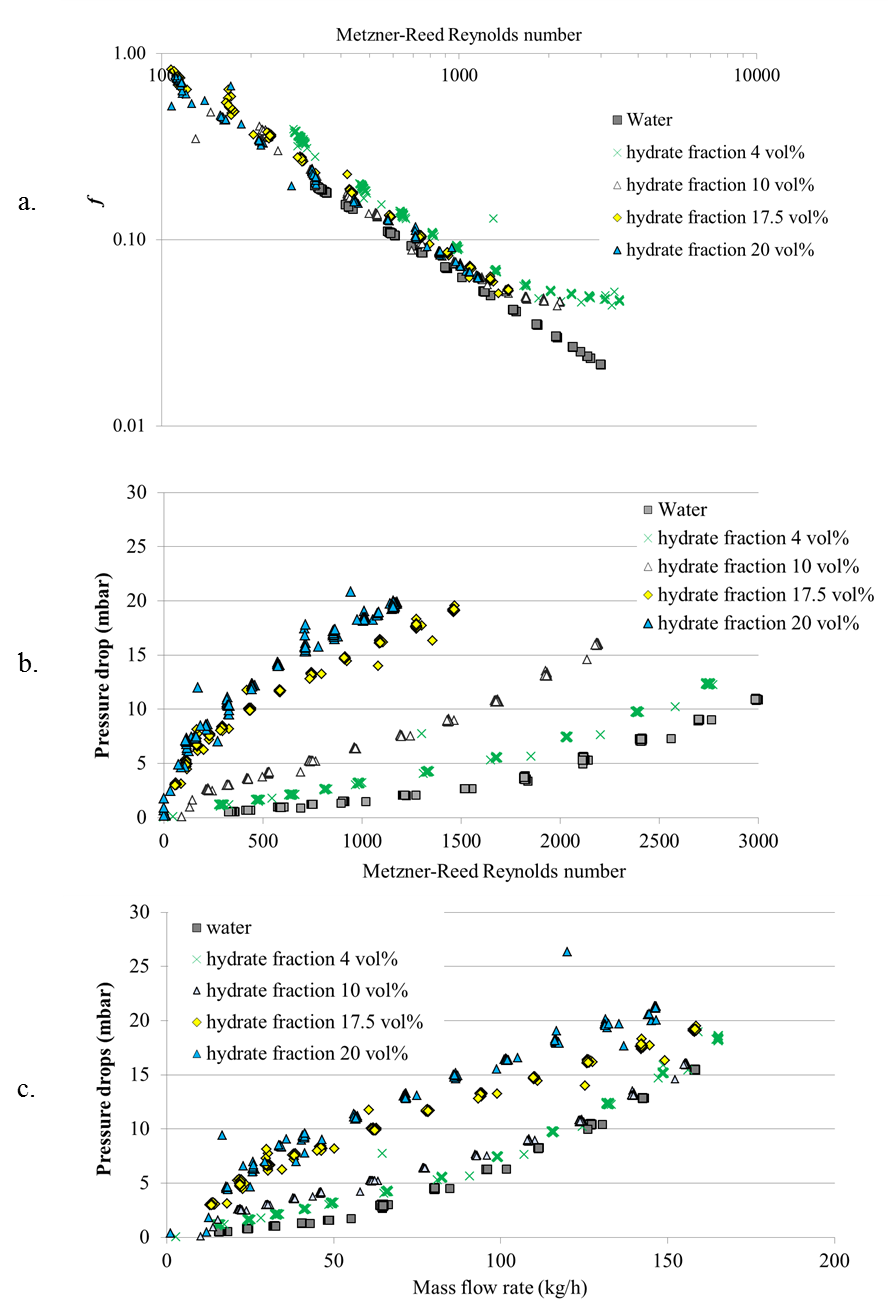 Metzner-Reed Reynolds number
1.00
100 1000 10000
Water
hydrate fraction 4 vol%
hydrate fraction 10 vol%
hydrate fraction 17.5 vol%
hydrate fraction 20 vol%
a.
f
0.10
0.01
30
25
20
15
10
5
0
Water
hydrate fraction 4 vol%
hydrate fraction 10 vol%
hydrate fraction 17.5 vol%
hydrate fraction 20 vol%
b.
Pressure drop (mbar)
0 500 1000 1500 2000 2500 3000
Metzner-Reed Reynolds number
30
25
20
15
10
5
0
water
hydrate fraction 4 vol%
hydrate fraction 10 vol%
hydrate fraction 17.5 vol%
hydrate fraction 20 vol%
c.
Pressure drops (mbar)
0 50 100 150 200
Mass flow rate (kg/h)